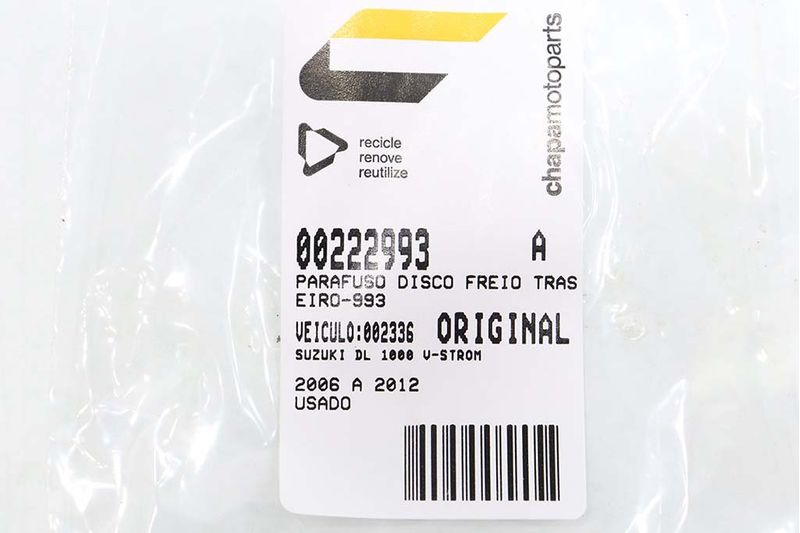 chapamotoparts
recicle
renove
reutilize
00222993 A
PARAFUSO DISCO FREIO TRAS
EIRO-993
VEICULO:002336 ORIGINAL
SUZUKI DL 1000 V-STROM
2006 A 2012
USADO